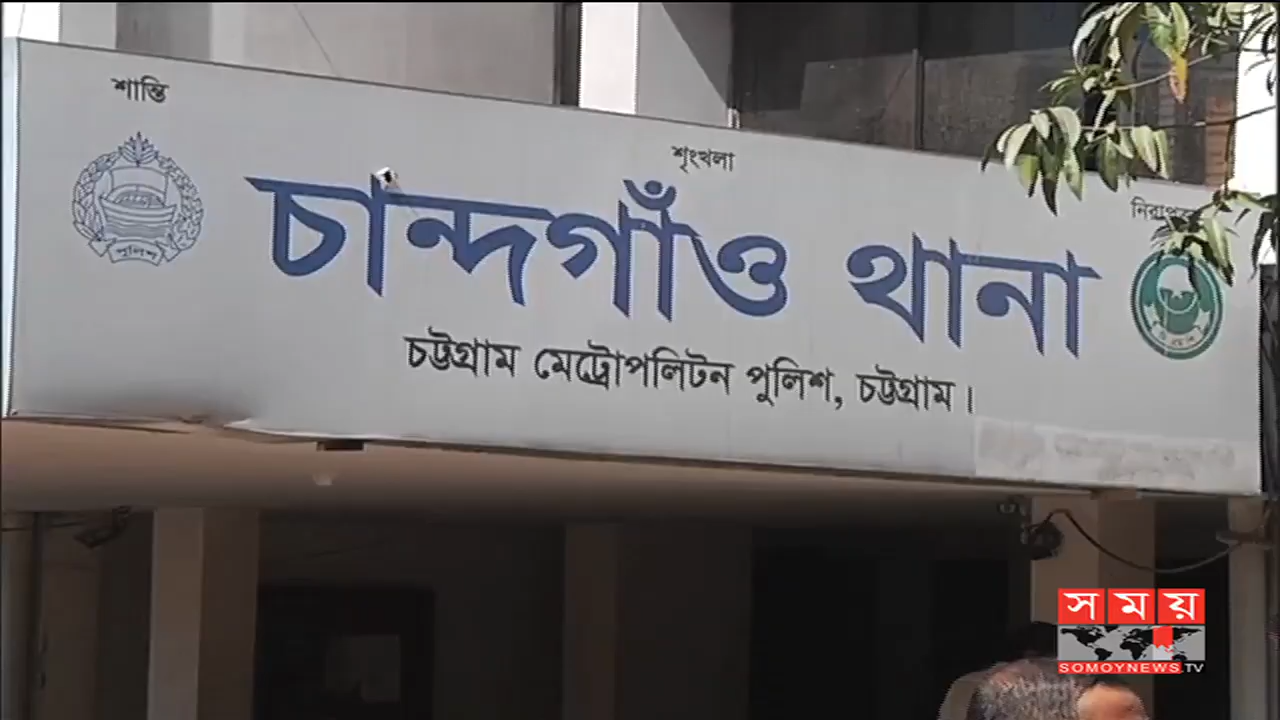 শান্তি
শৃংখলা
চান্দগাঁও থানা
পুলিশ
চট্টগ্রাম মেট্রোপলিটন পুলিশ, চট্টগ্রাম।
সময়
SOMOYNEWS.TV